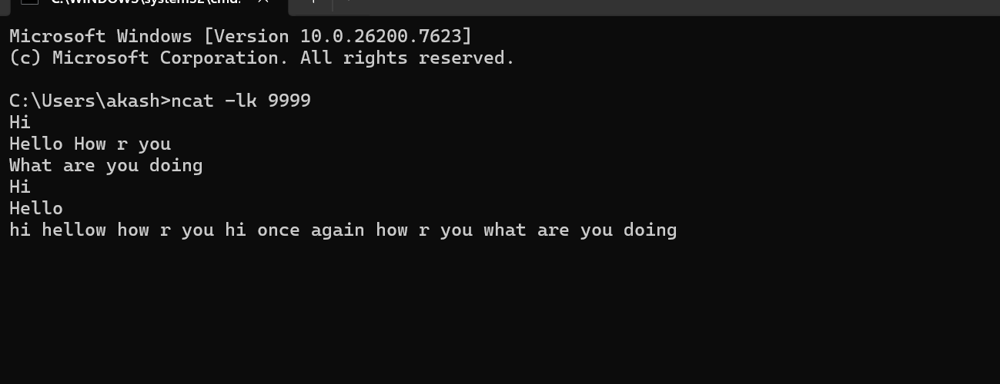 C:\WINDOWS\system32\cmd.
Microsoft Windows [Version 10.0.26200.7623]
(c) Microsoft Corporation. All rights reserved.
C:\Users\akash>ncat -lk 9999
Hi
Hello How r you
What are you doing
Hi
Hello
hi hellow how r you hi once again how r you what are you doing